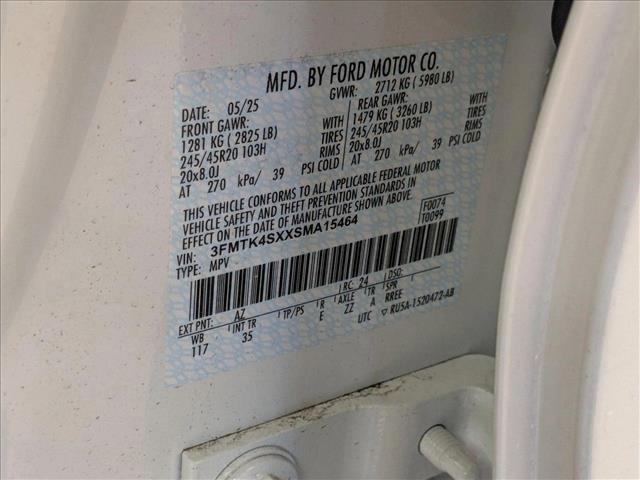 MFD. BY FORD MOTOR CO.
DATE: 05/25 GVWR: 2712 KG ( 5980 LB)
FRONT GAWR: REAR GAWR:
1281 KG ( 2825 LB) WITH 1479 KG ( 3260 LB) WITH
245/45R20 103H TIRES 245/45R20 103H TIRES
20x8.0J RIMS 20x8.0J RIMS
AT 270 kPa/ 39 PSI COLD AT 270 kPa/ 39 PSI COLD
THIS VEHICLE CONFORMS TO ALL APPLICABLE FEDERAL MOTOR
VEHICLE SAFETY AND THEFT PREVENTION STANDARDS IN
EFFECT ON THE DATE OF MANUFACTURE SHOWN ABOVE.
F0074
T0099
VIN: 3FMTK4SXXSMA15464
TYPE: MPV
RC: 24 DSO:
EXT PNT: AZ
WB INT TR TP/PS R AXLE TR SPR
117 35 E ZZ A RREE
UTC ▽ RU5A-1520472-AB